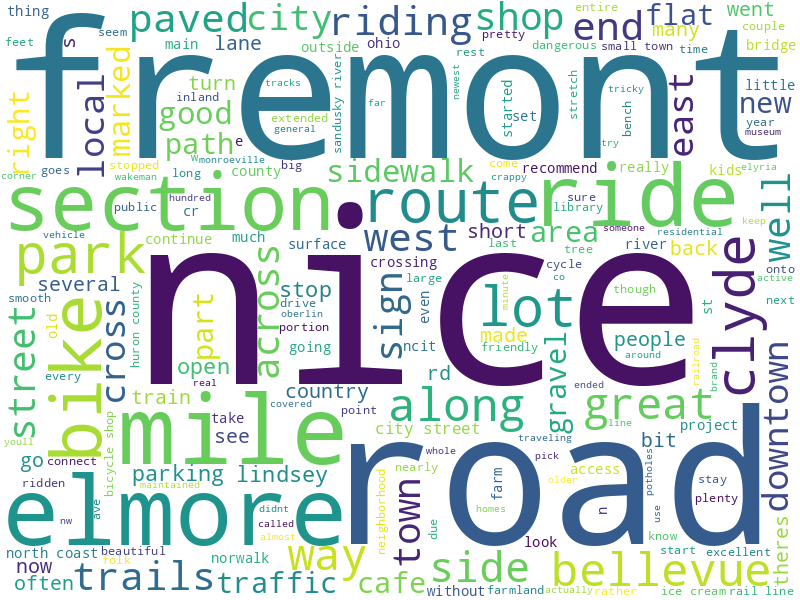 thing
feet
seem
paved
main
city
lane
riding
outside
ohio
shop
pretty
end
dangerous
flat
small town
many
went
time
entire
couple
bridge
fremont
s
right
local
marked
turn
inland
tracks
good
extended
general
path
e
w
monroeville
far
sandusky river
newest
started
set
tricky
stretch
try
bench
east
little
new
year
museum
corner
goes
wakeman
stopped
long
county
big
sidewalk
come
recommend
really
kids
elyria
section
public
hundred
cr
route
ride
sure
library
someone
residential
keep
well
vehicle
park
continue
much
surface
west
short
last
area
tree
river
back
onto
active
several
smooth
old
bike
cross
huron county
across
stop
drive
oberlin
portion
crossing
sign
even
large
lot
cycle
co
minute
though
st
next
clyde
nice
street
every
part
open
real
going
country
ncit
made
friendly
gravel
people
around
railroad
brand
train
covered
point
rd
ended
line
great
downtown
mile
take
see
along
city street
bit
project
youll
go
connect
bicycle shop
parking
lindsey
whole
traveling
pick
access
stay
plenty
ridden
maintained
nearly
farm
older
potholes
use
elmore
nw
ave
didnt
called
almost
neighborhood
due
town
homes
n
road
look
know
theres
north coast
beautiful
folk
norwalk
way
start
excellent
now
often
trails
traffic
cafe
side
without
farmland
actually
rather
bellevue
ice cream
rail line